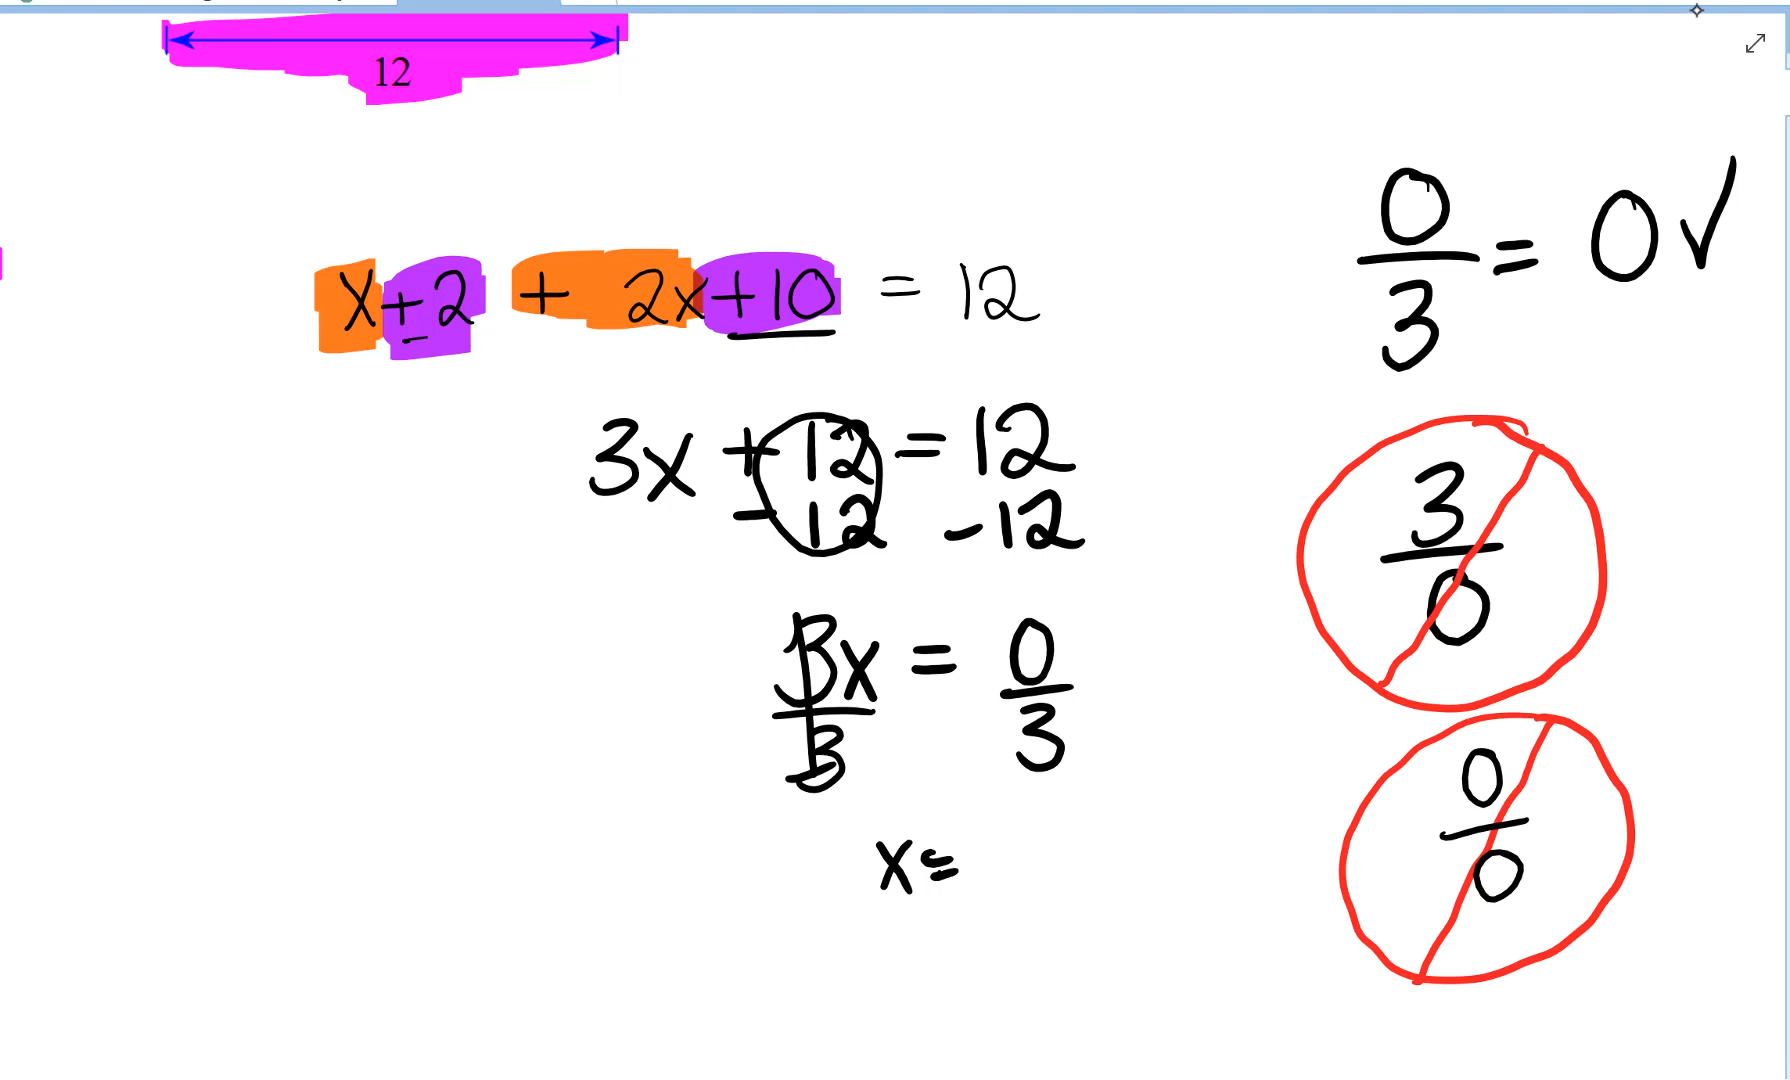 12
x+2 + 2x+10 = 12
3x + 12 = 12
- 12 -12
3x = 0
3 3
x=
0
3 = 0 ✓
3
0
0
0